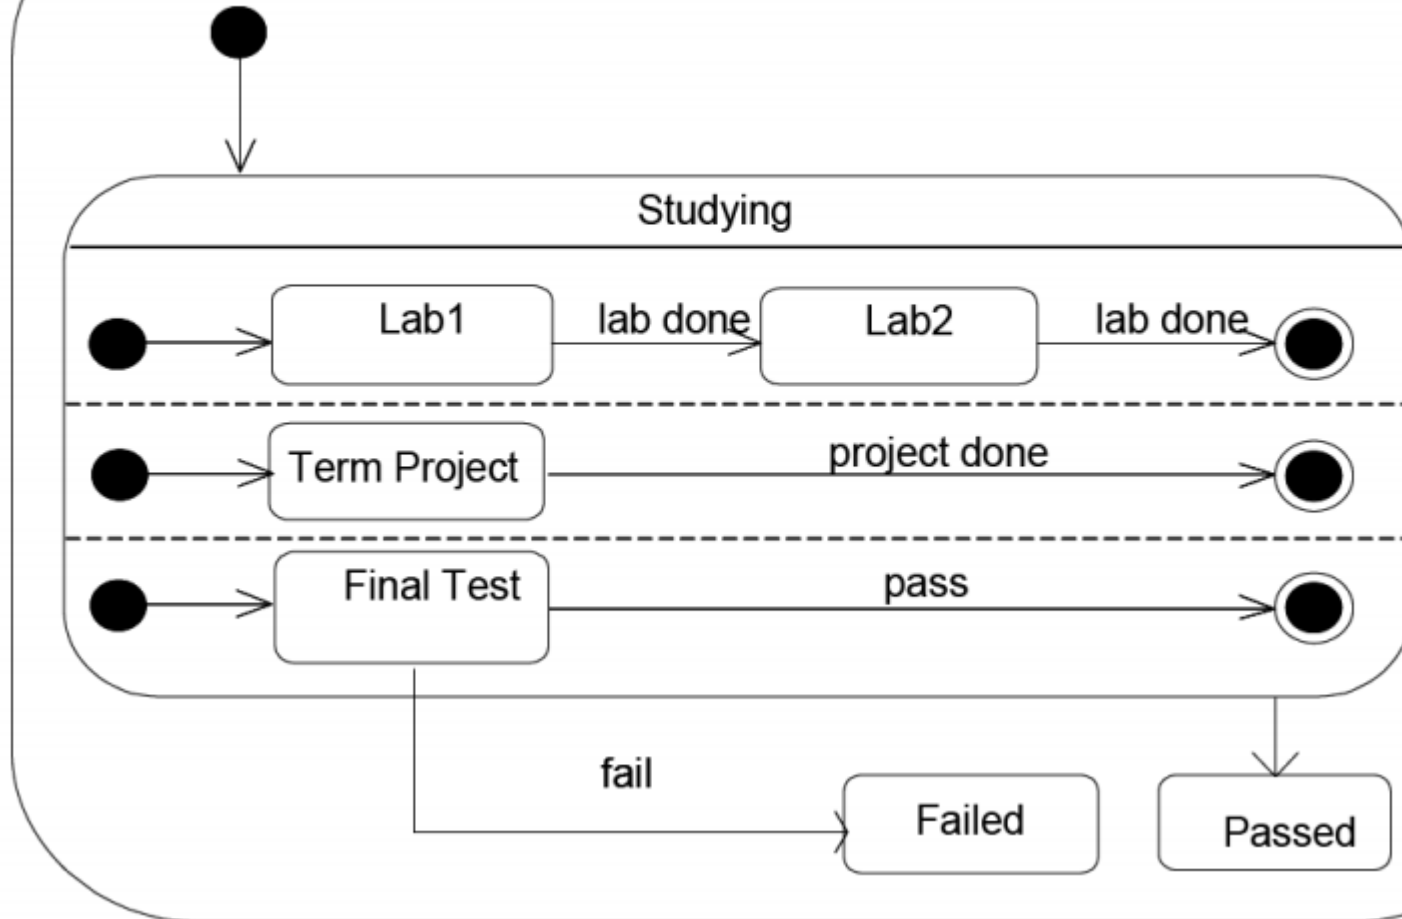 Studying
Lab1
lab done
Lab2
lab done
Term Project
project done
Final Test
pass
fail
Failed
Passed